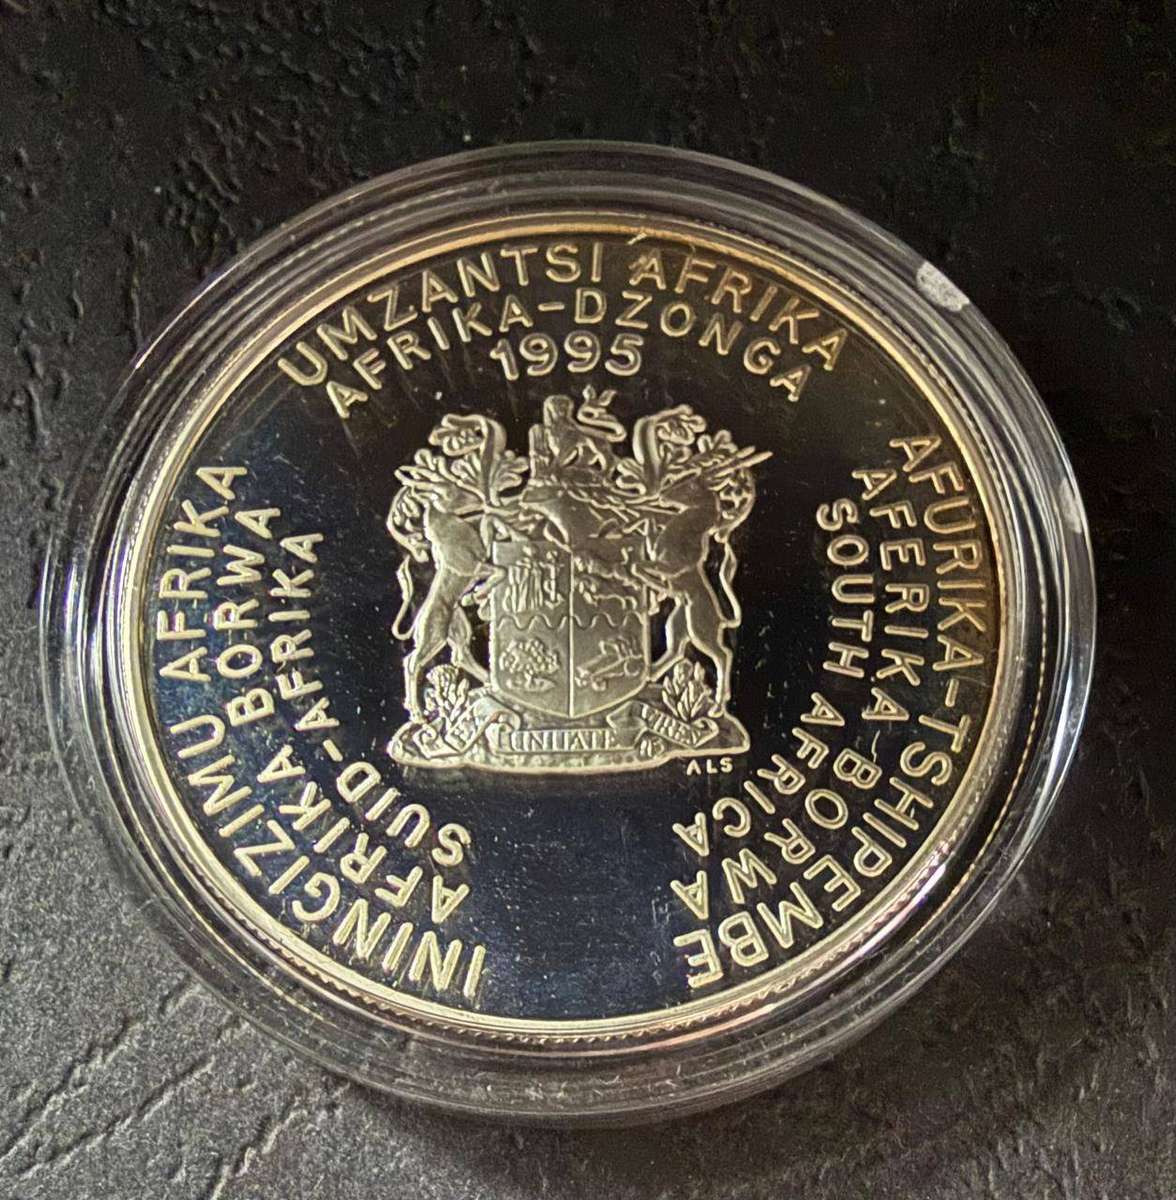 UMZANTSI AFRIKA
AFRIKA-DZONGA
1995
ININGIZIMU AFRIKA
AFRIKA BORWA
SUID-AFRIKA
AFURIKA-TSHIPEMBE
AFERIKA-BORWA
SOUTH AFRICA
EX UNITATE VIRES
ALS